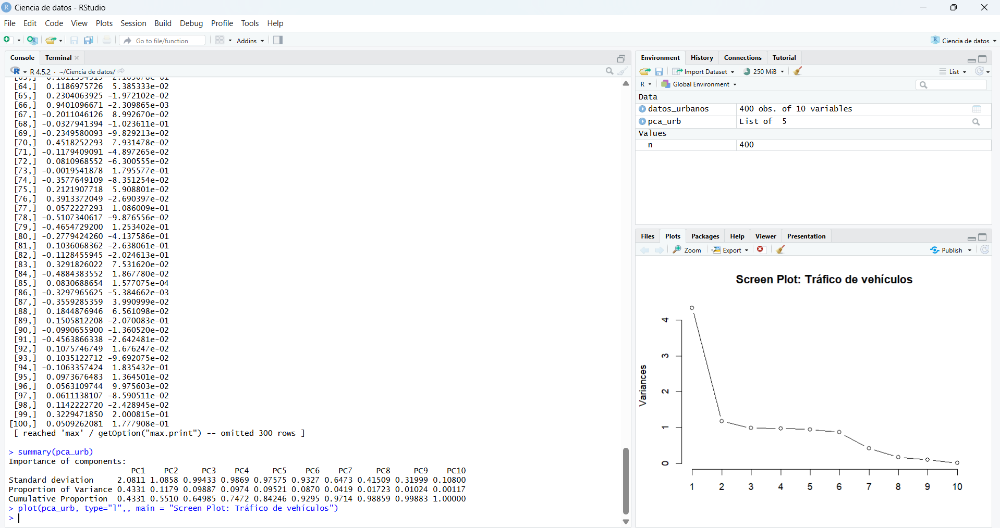 Ciencia de datos - RStudio
File Edit Code View Plots Session Build Debug Profile Tools Help
Go to file/function Addins Ciencia de datos
Console Terminal
R 4.5.2 · ~/Ciencia de datos/
[64,] 0.1186975726 5.385333e-02
[65,] 0.2304063925 -1.972102e-02
[66,] 0.9401096671 -2.309865e-03
[67,] -0.2011046126 8.992670e-02
[68,] -0.0327941394 -1.023611e-01
[69,] -0.2349580093 -9.829213e-02
[70,] 0.4518252293 7.931478e-02
[71,] -0.1179409091 -4.897265e-02
[72,] 0.0810968552 -6.300555e-02
[73,] -0.0019541878 1.795577e-01
[74,] -0.3577649109 -8.351254e-02
[75,] 0.2121907718 5.908801e-02
[76,] 0.3913372049 -2.690397e-02
[77,] 0.0572227293 1.086009e-01
[78,] -0.5107340617 -9.876556e-02
[79,] -0.4654729200 1.253402e-01
[80,] -0.2779424260 -4.137586e-01
[81,] 0.1036068362 -2.638061e-01
[82,] -0.1128455945 -2.024613e-01
[83,] 0.3291826022 7.531620e-02
[84,] -0.4884383552 1.867780e-02
[85,] 0.0830688654 1.577075e-04
[86,] -0.3297965625 -5.384662e-03
[87,] -0.3559285359 3.990999e-02
[88,] 0.1844876946 6.561098e-02
[89,] 0.1505812208 -2.070083e-01
[90,] -0.0990655900 -1.360520e-02
[91,] -0.4563866338 -2.642481e-02
[92,] 0.1075746749 1.676247e-02
[93,] 0.1035122712 -9.692075e-02
[94,] -0.1063357424 1.835432e-01
[95,] 0.0973676483 1.364501e-02
[96,] 0.0563109744 9.975603e-02
[97,] 0.0611138107 -8.590511e-02
[98,] 0.1142222720 -2.428945e-02
[99,] 0.3229471850 2.000815e-01
[100,] 0.0509262081 1.777908e-01
[ reached 'max' / getOption("max.print") -- omitted 300 rows ]
> summary(pca_urb)
Importance of components:
PC1 PC2 PC3 PC4 PC5 PC6 PC7 PC8 PC9 PC10
Standard deviation 2.0811 1.0858 0.99433 0.9869 0.97575 0.9327 0.6473 0.41509 0.31999 0.10800
Proportion of Variance 0.4331 0.1179 0.09887 0.0974 0.09521 0.0870 0.0419 0.01723 0.01024 0.00117
Cumulative Proportion 0.4331 0.5510 0.64985 0.7472 0.84246 0.9295 0.9714 0.98859 0.99883 1.00000
> plot(pca_urb, type="l",, main = "Screen Plot: Tráfico de vehículos")
>
Environment History Connections Tutorial
Import Dataset 250 MiB List
R Global Environment
Data
datos_urbanos 400 obs. of 10 variables
pca_urb List of 5
Values
n 400
Files Plots Packages Help Viewer Presentation
Zoom Export Publish
Screen Plot: Tráfico de vehículos
Variances
4
3
2
1
0
1 2 3 4 5 6 7 8 9 10